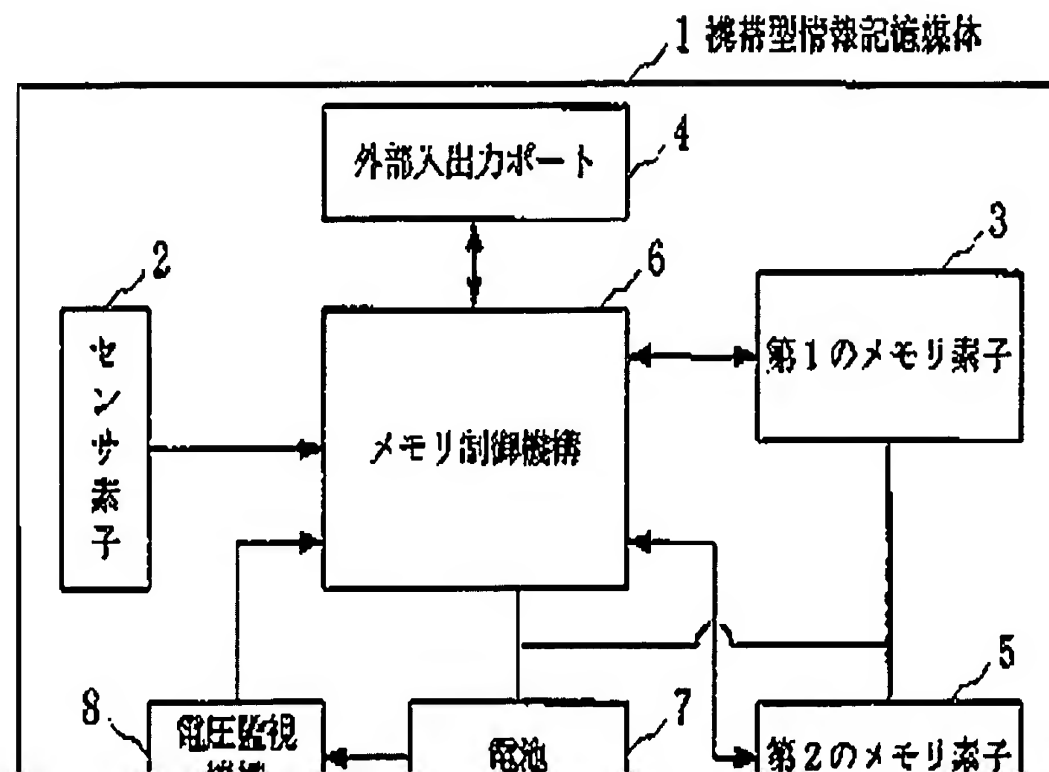 1 携帯型情報記憶媒体
4
外部入出力ポート
3
2
6
センサ素子
第1のメモリ素子
メモリ制御機構
5
8
7
電圧監視
電池
第2のメモリ素子